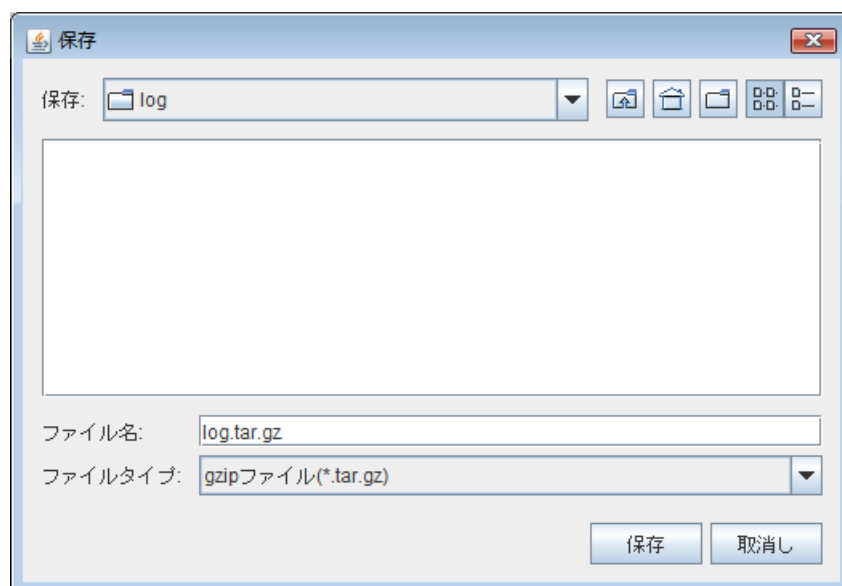 保存
保存: log
ファイル名: log.tar.gz
ファイルタイプ: gzipファイル(*.tar.gz)
保存 取消し